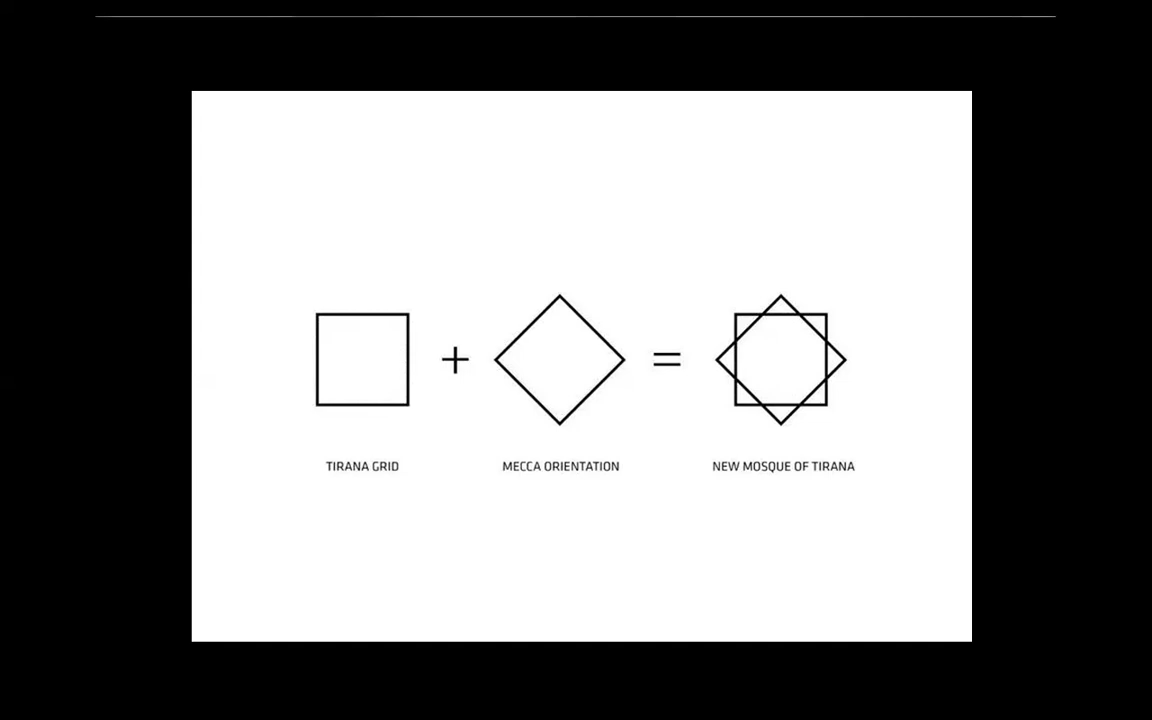 + =
TIRANA GRID
MECCA ORIENTATION
NEW MOSQUE OF TIRANA